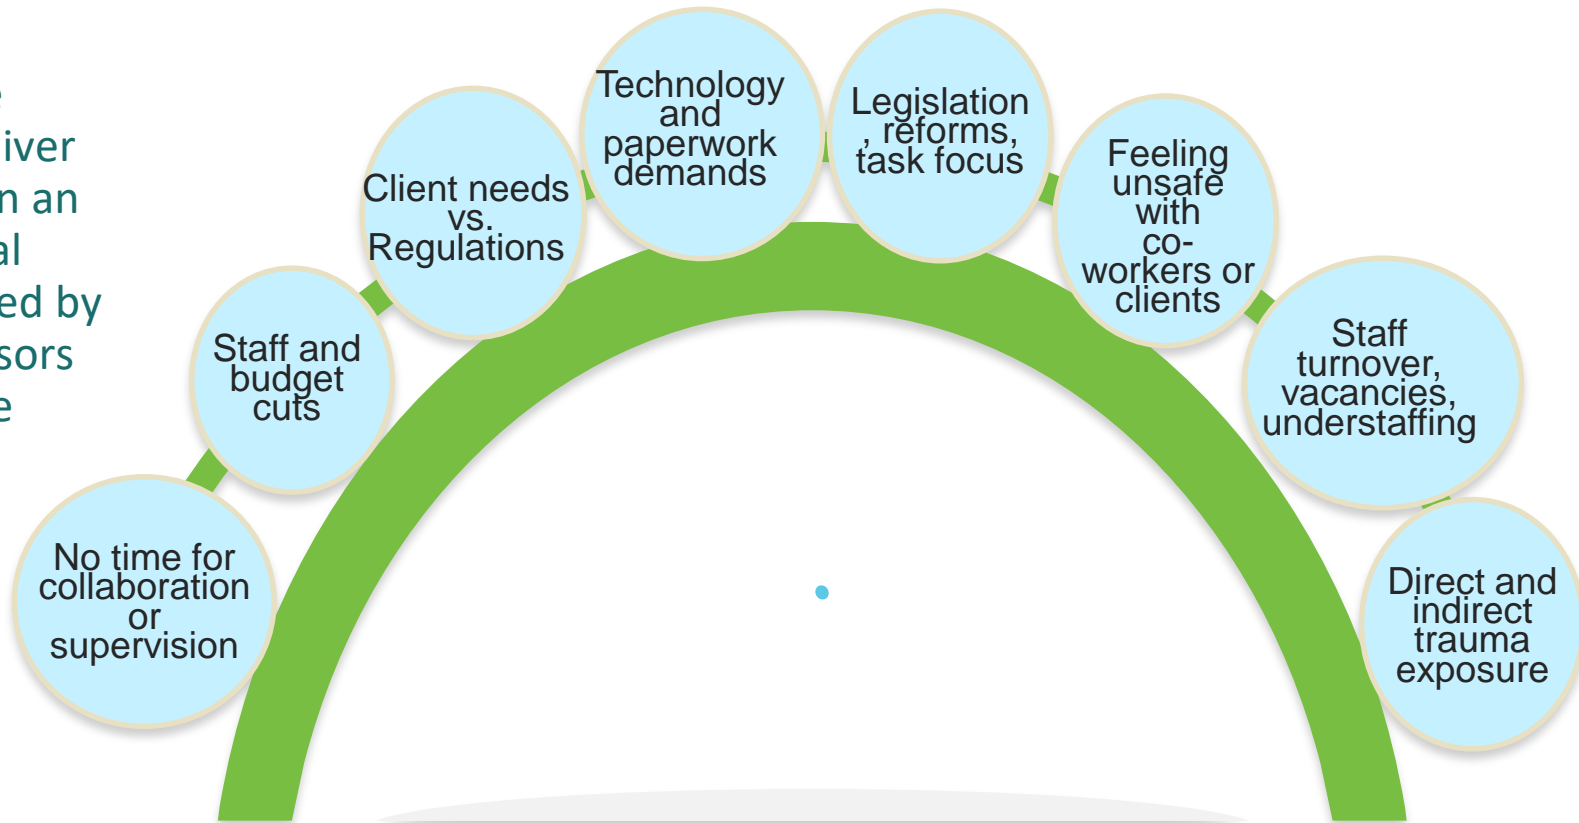 iver
n an
al
ed by
sors
e
No time for
collaboration
or
supervision
Staff and
budget
cuts
Client needs
vs.
Regulations
Technology
and
paperwork
demands
Legislation
, reforms,
task focus
Feeling
unsafe
with
co-
workers or
clients
Staff
turnover,
vacancies,
understaffing
Direct and
indirect
trauma
exposure